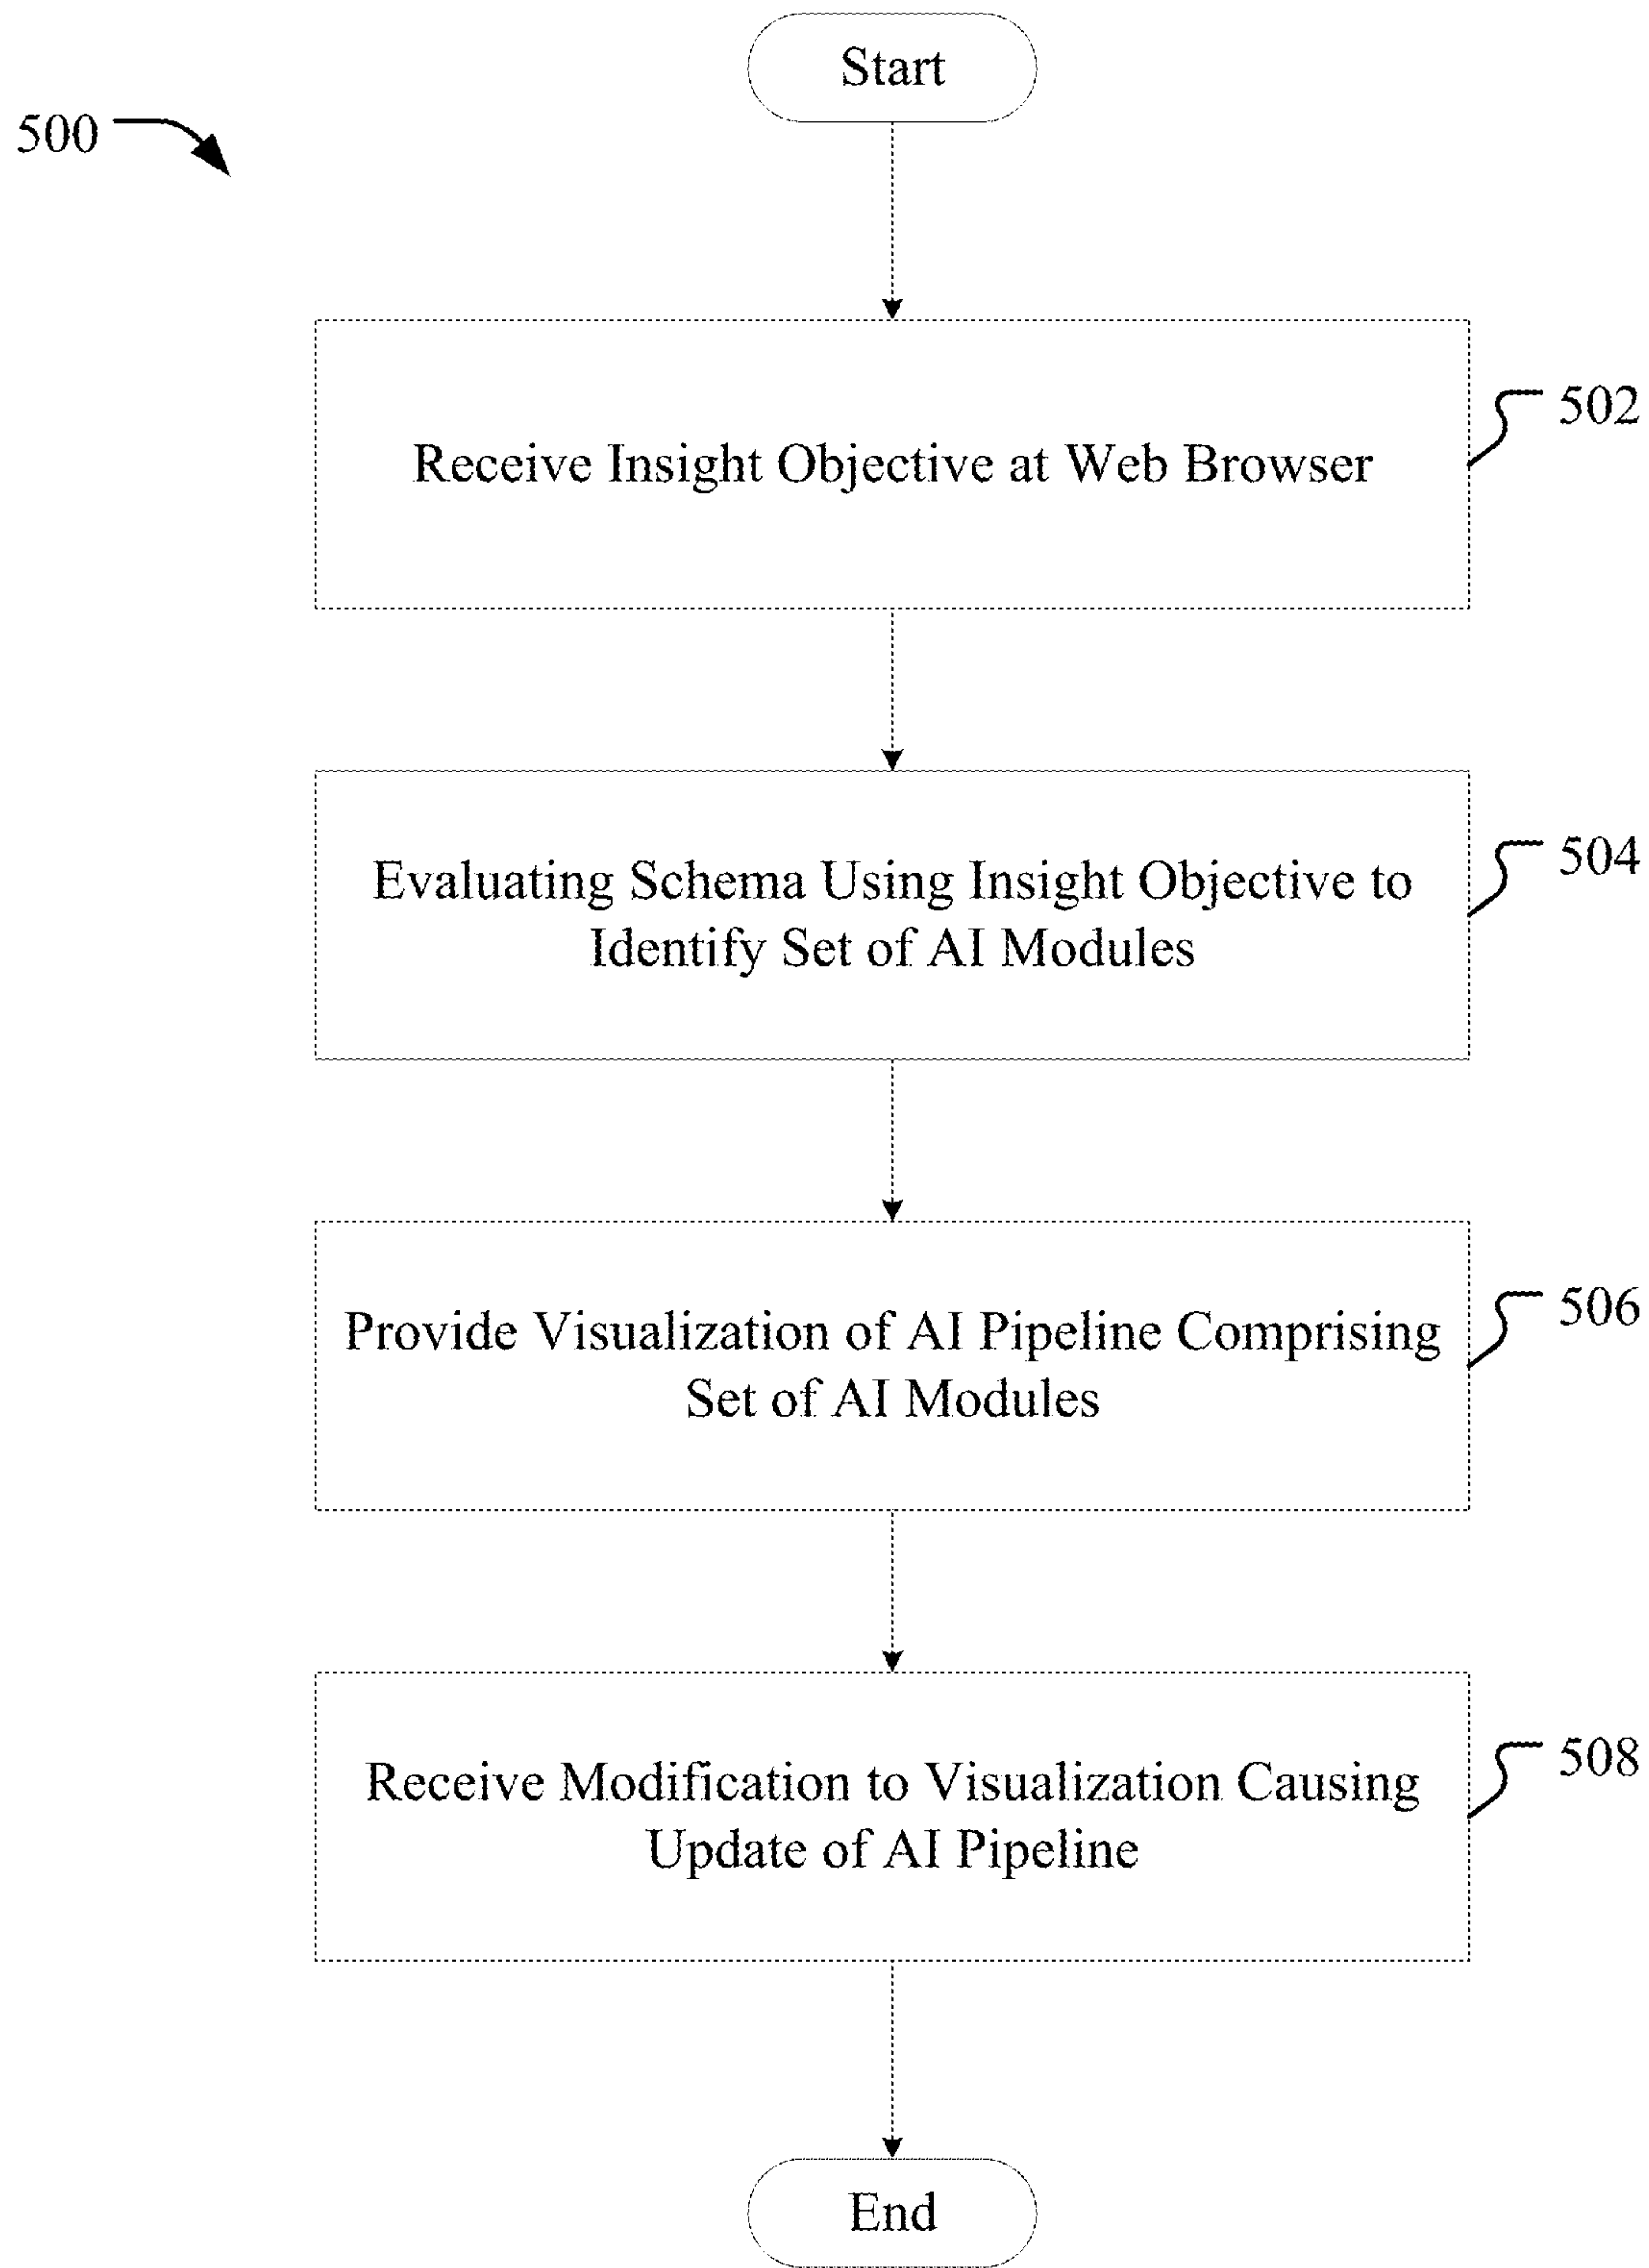 Start
500
Receive Insight Objective at Web Browser
502
Evaluating Schema Using Insight Objective to
Identify Set of AI Modules
504
Provide Visualization of AI Pipeline Comprising
Set of AI Modules
506
Receive Modification to Visualization Causing
Update of AI Pipeline
508
End